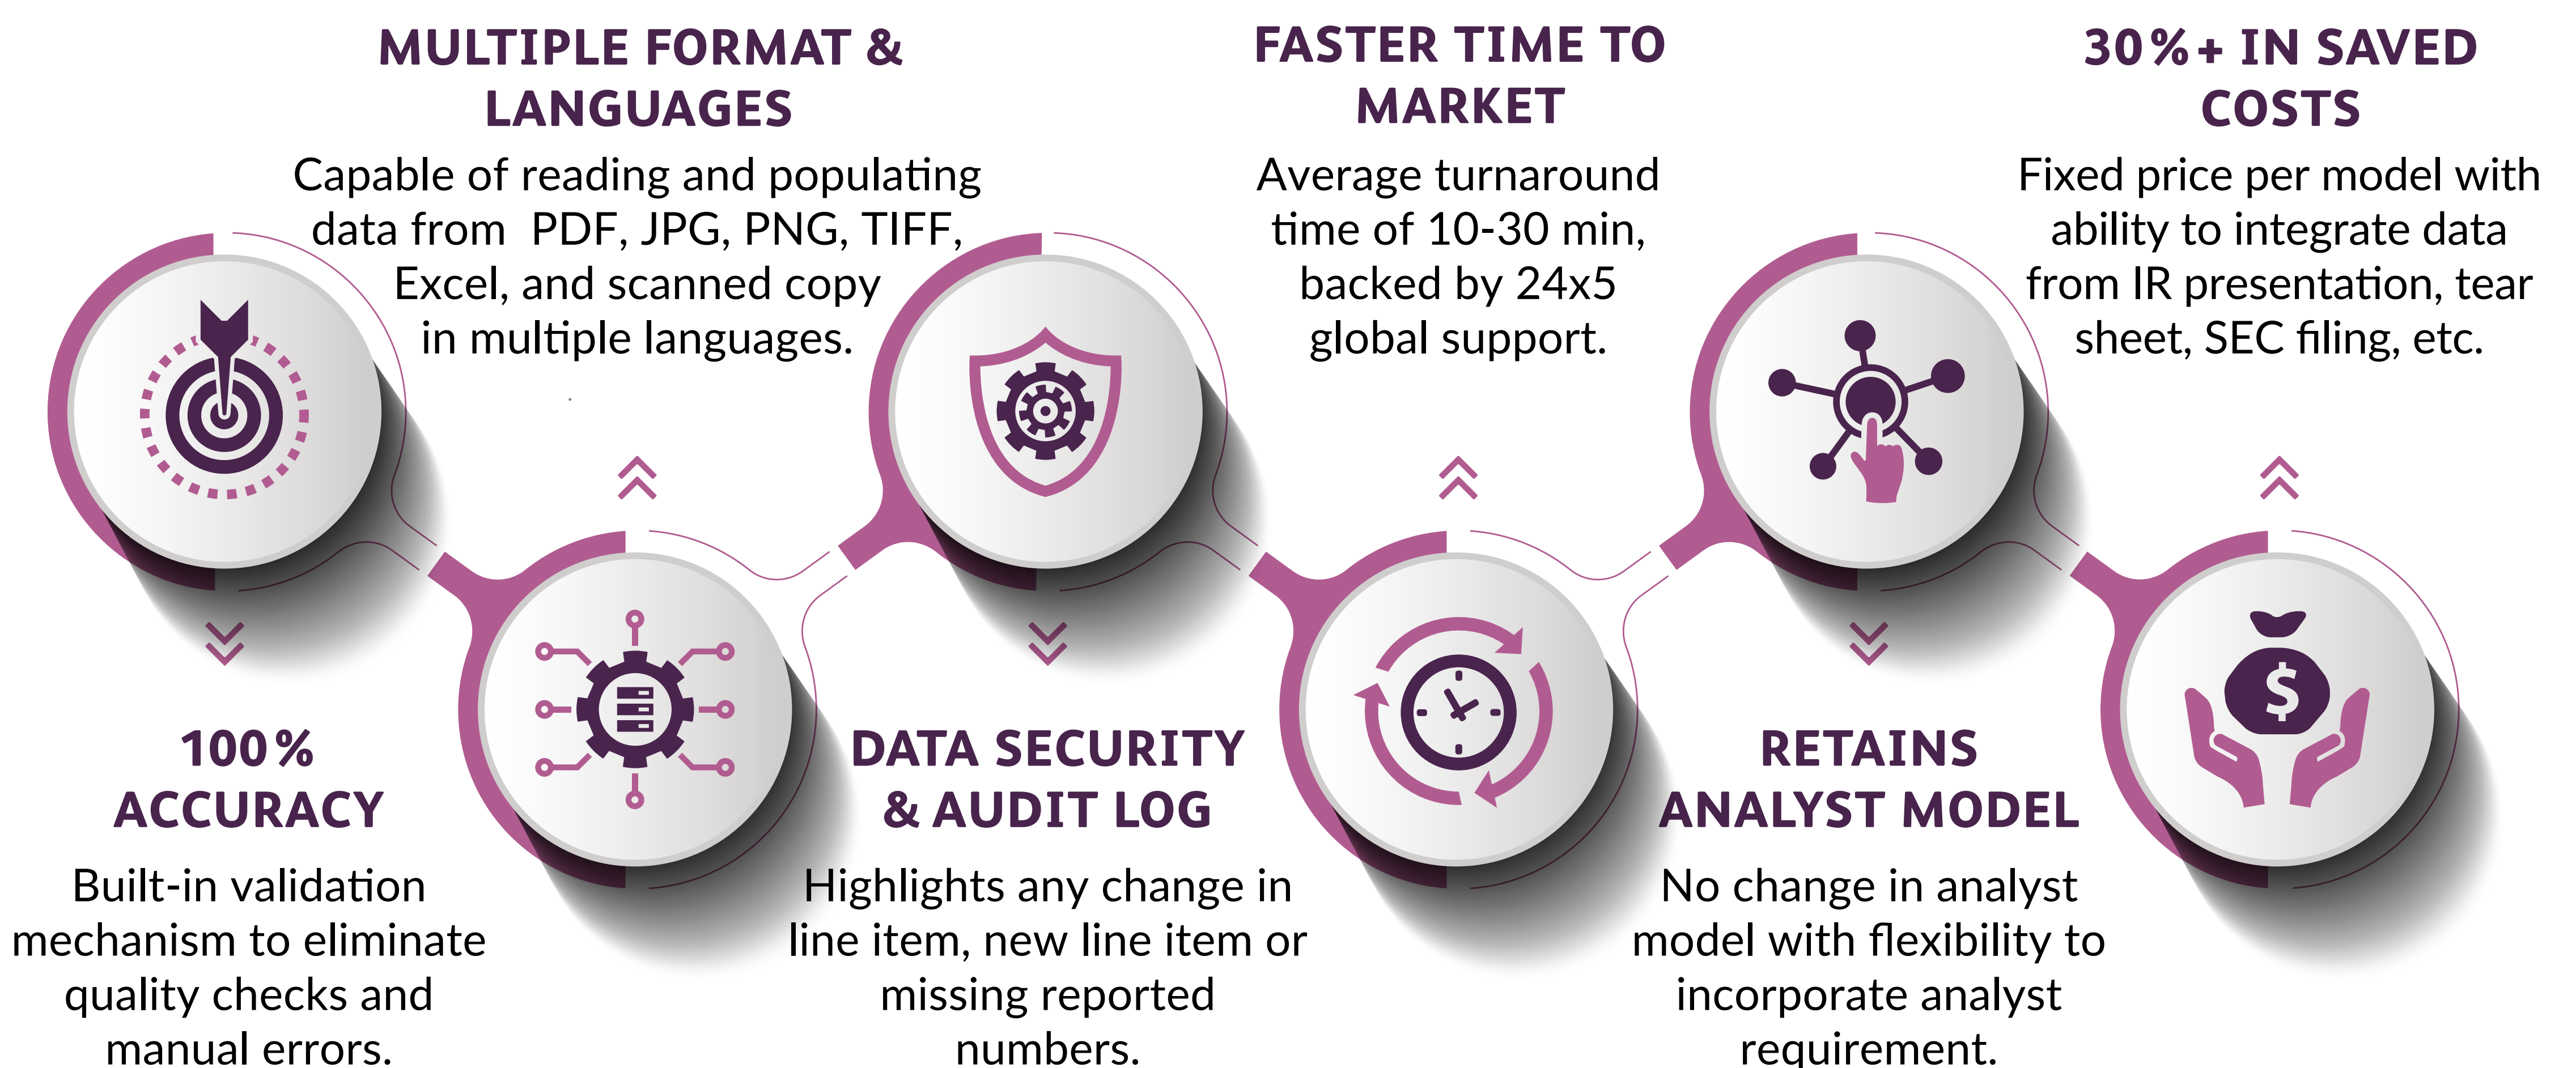 MULTIPLE FORMAT &
LANGUAGES
Capable of reading and populating
data from PDF, JPG, PNG, TIFF,
Excel, and scanned copy
in multiple languages.
FASTER TIME TO
MARKET
Average turnaround
time of 10-30 min,
backed by 24x5
global support.
30%+ IN SAVED
COSTS
Fixed price per model with
ability to integrate data
from IR presentation, tear
sheet, SEC filing, etc.
$
100%
ACCURACY
Built-in validation
mechanism to eliminate
quality checks and
manual errors.
DATA SECURITY
& AUDIT LOG
Highlights any change in
line item, new line item or
missing reported
numbers.
RETAINS
ANALYST MODEL
No change in analyst
model with flexibility to
incorporate analyst
requirement.